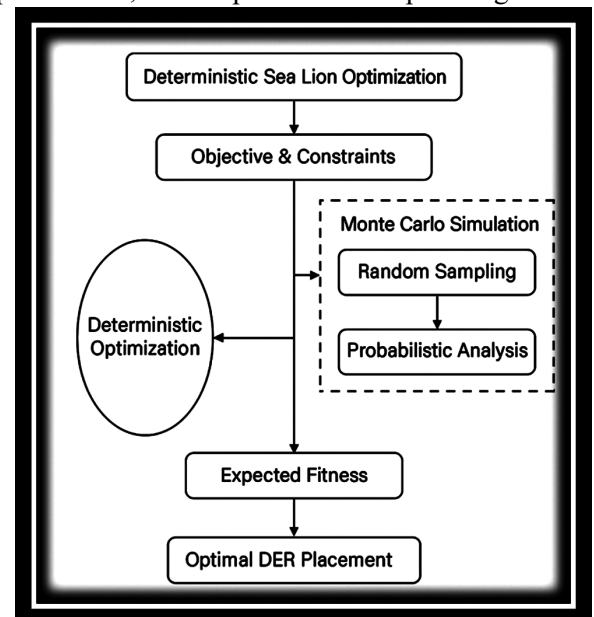 Deterministic Sea Lion Optimization
Objective & Constraints
Monte Carlo Simulation
Random Sampling
Deterministic
Optimization
Probabilistic Analysis
Expected Fitness
Optimal DER Placement